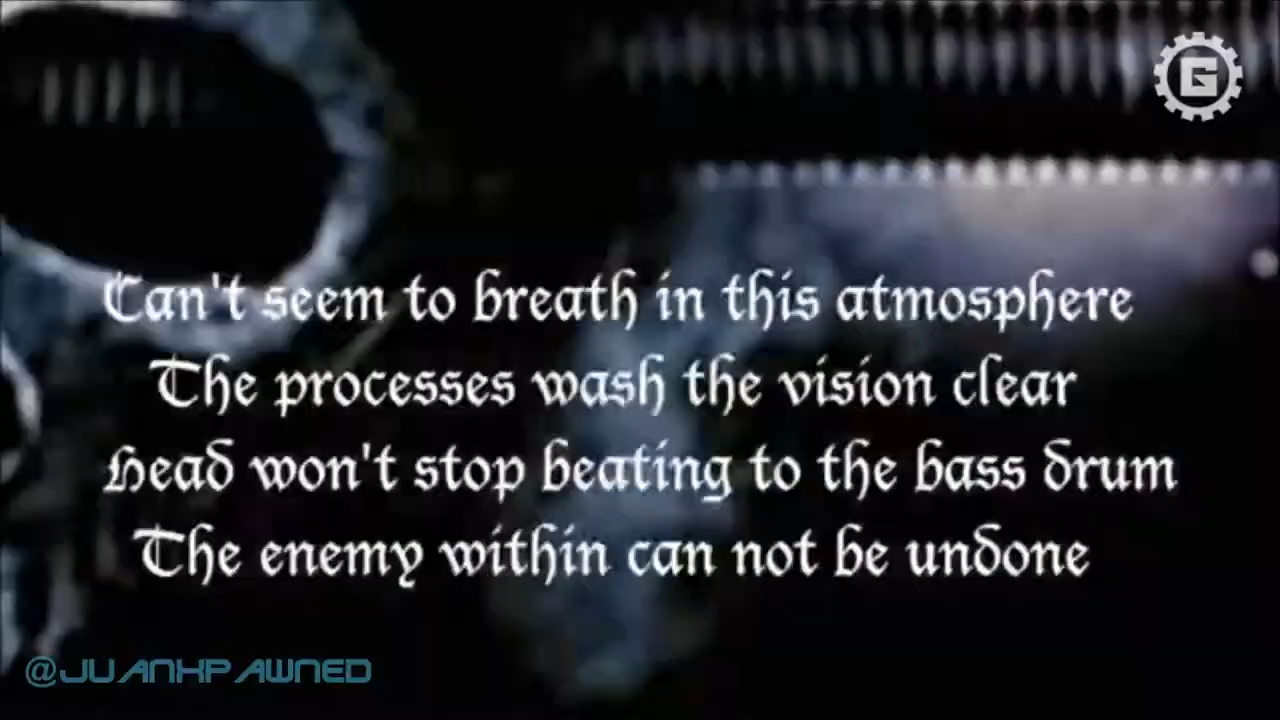 G
Can't seem to breath in this atmosphere
The processes wash the vision clear
Head won't stop beating to the bass drum
The enemy within can not be undone
@JUANXPAWNED